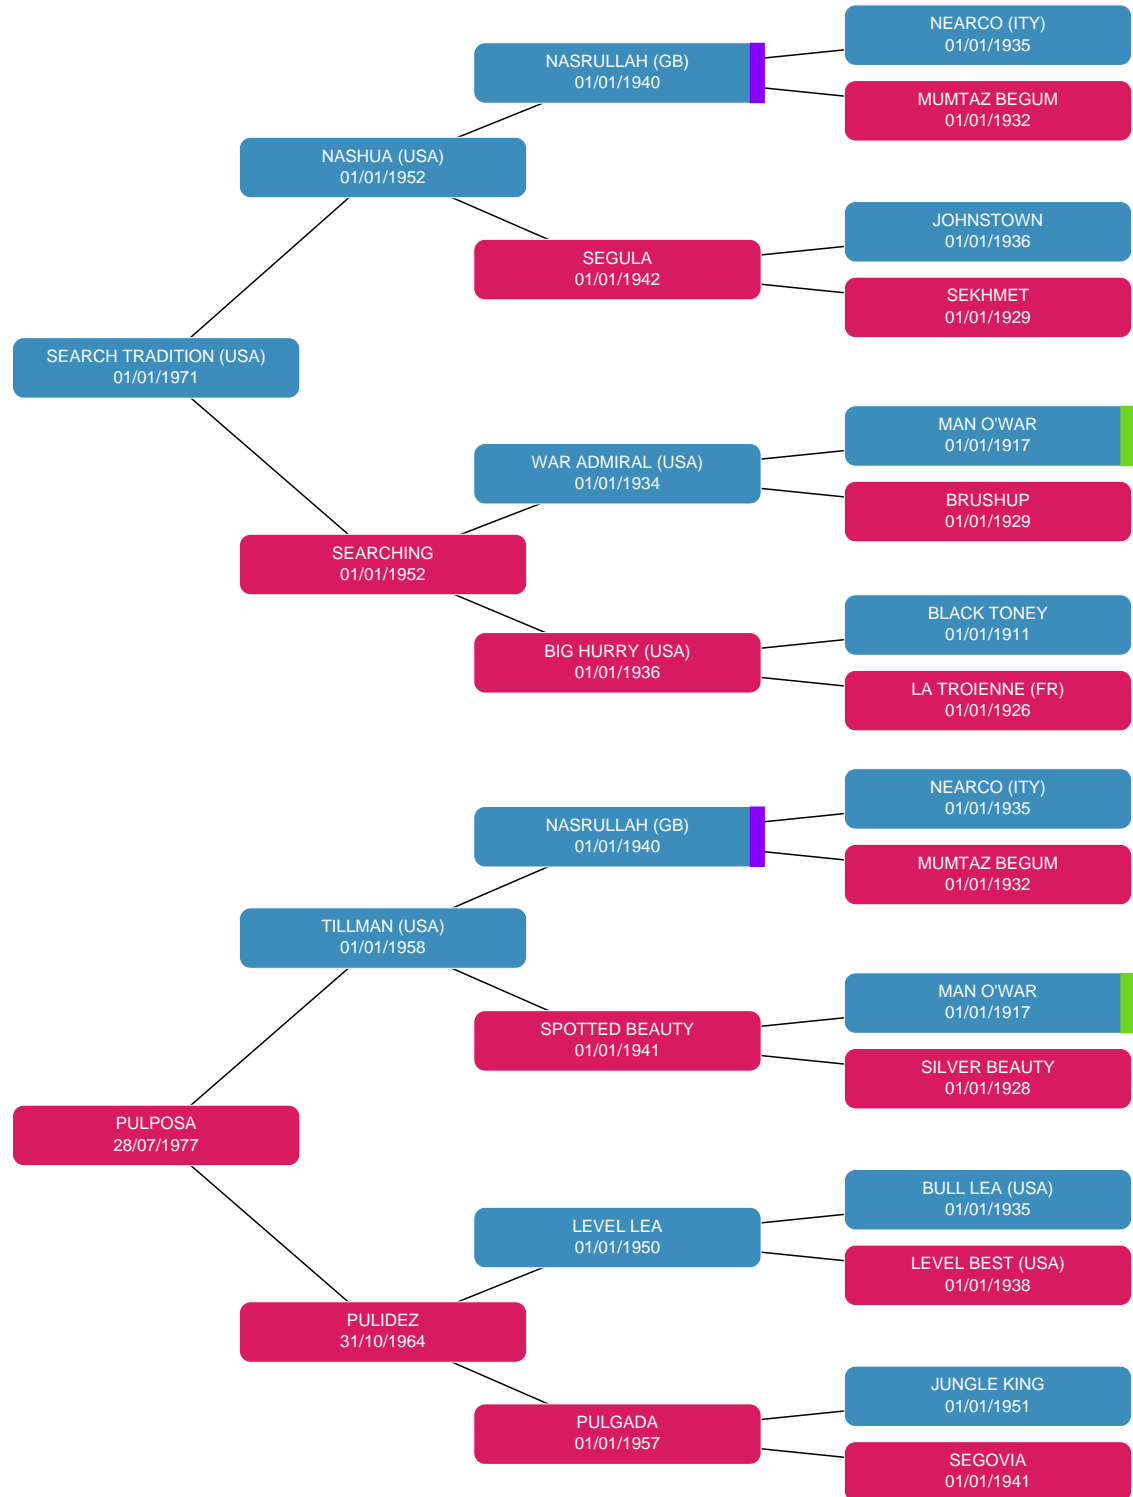 NEARCO (ITY)
01/01/1935
NASRULLAH (GB)
01/01/1940
MUMTAZ BEGUM
01/01/1932
NASHUA (USA)
01/01/1952
JOHNSTOWN
01/01/1936
SEGULA
01/01/1942
SEKHMET
01/01/1929
SEARCH TRADITION (USA)
01/01/1971
MAN O'WAR
01/01/1917
WAR ADMIRAL (USA)
01/01/1934
BRUSHUP
01/01/1929
SEARCHING
01/01/1952
BLACK TONEY
01/01/1911
BIG HURRY (USA)
01/01/1936
LA TROIENNE (FR)
01/01/1926
NEARCO (ITY)
01/01/1935
NASRULLAH (GB)
01/01/1940
MUMTAZ BEGUM
01/01/1932
TILLMAN (USA)
01/01/1958
MAN O'WAR
01/01/1917
SPOTTED BEAUTY
01/01/1941
SILVER BEAUTY
01/01/1928
PULPOSA
28/07/1977
BULL LEA (USA)
01/01/1935
LEVEL LEA
01/01/1950
LEVEL BEST (USA)
01/01/1938
PULIDEZ
31/10/1964
JUNGLE KING
01/01/1951
PULGADA
01/01/1957
SEGOVIA
01/01/1941